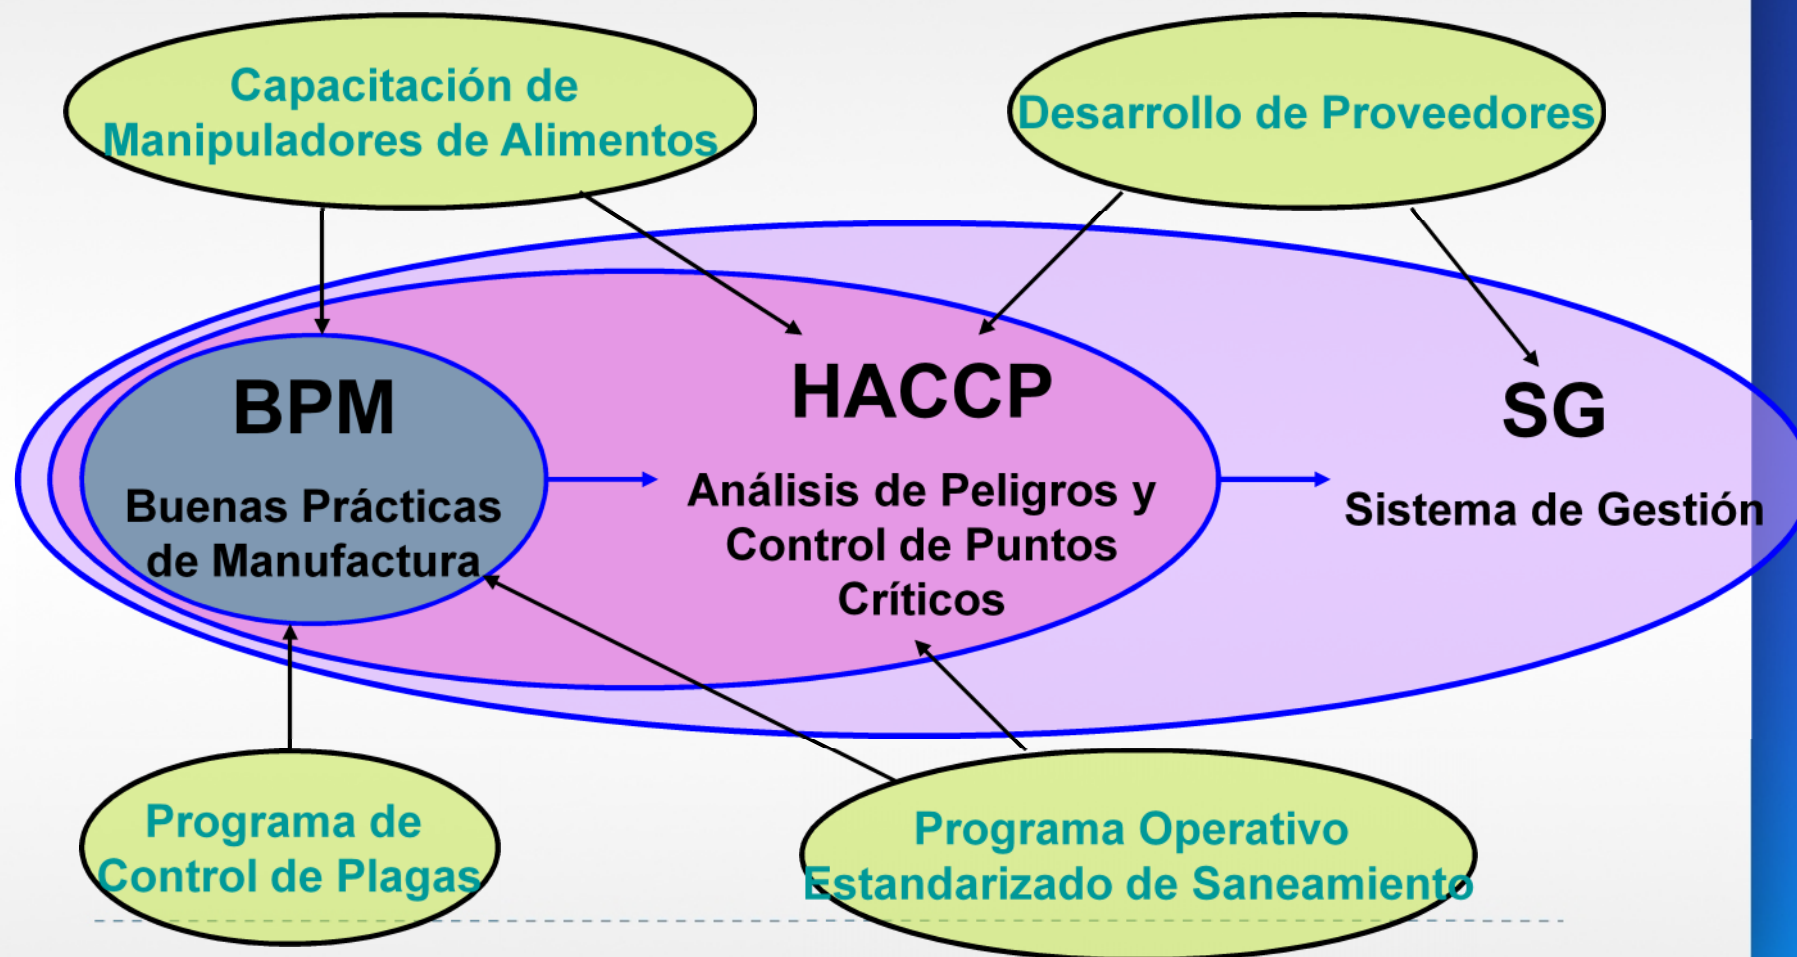 Capacitación de
Manipuladores de Alimentos
Desarrollo de Proveedores
BPM
Buenas Prácticas
de Manufactura
HACCP
Análisis de Peligros y
Control de Puntos
Críticos
SG
Sistema de Gestión
Programa de
Control de Plagas
Programa Operativo
Estandarizado de Saneamiento